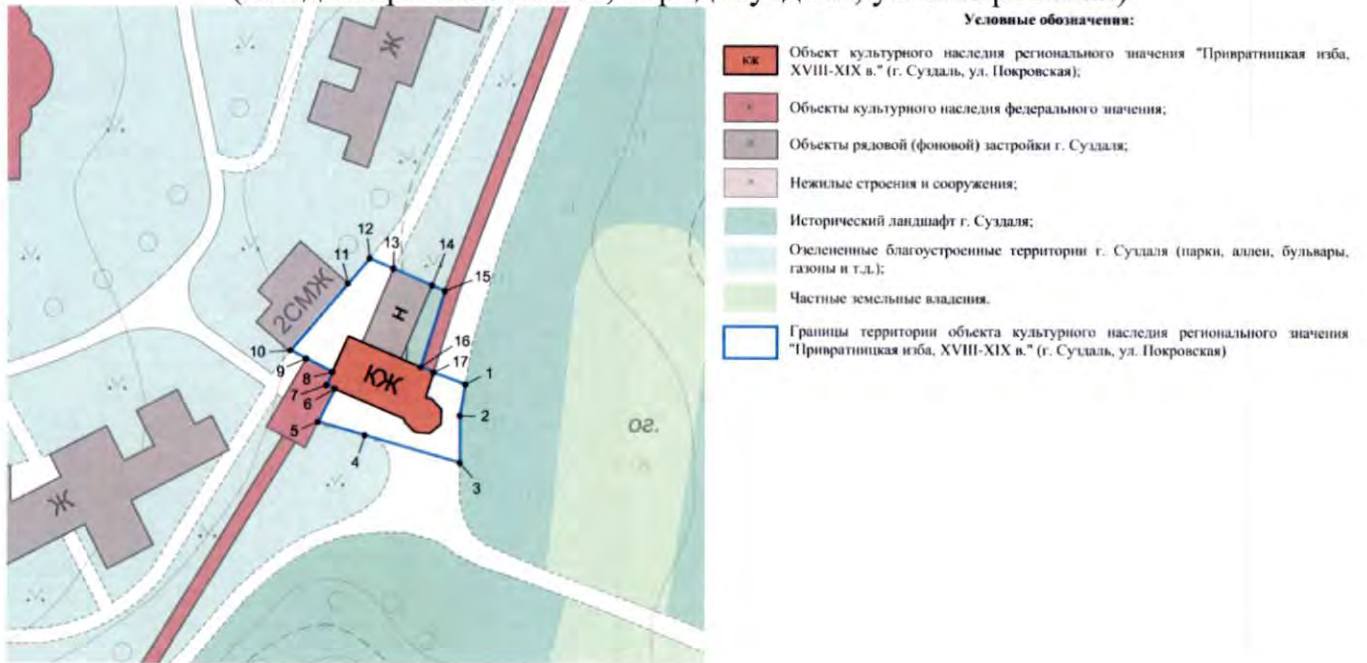 Условные обозначения:
КЖ
Объект культурного наследия регионального значения "Привратницкая изба,
XVIII-XIX в." (г. Суздаль, ул. Покровская);
Объекты культурного наследия федерального значения;
Ж
Объекты рядовой (фоновой) застройки г. Суздаля;
Нежилые строения и сооружения;
Исторический ландшафт г. Суздаля;
Озелененные благоустроенные территории г. Суздаля (парки, аллеи, бульвары,
газоны и т.д.);
Частные земельные владения.
Границы территории объекта культурного наследия регионального значения
"Привратницкая изба, XVIII-XIX в." (г. Суздаль, ул. Покровская)
Ж
12
13
14
11
15
2СМЖ
Н
10
16
9
17
8
КЖ
1
7
6
2
5
ог.
4
3
Ж